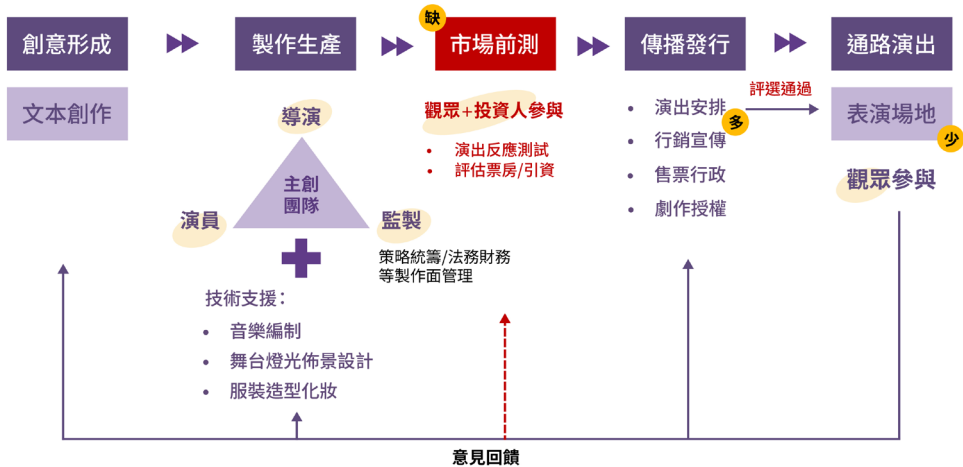 創意形成
製作生產
缺
市場前測
傳播發行
通路演出
文本創作
導演
主創
團隊
演員
監製
策略統籌/法務財務
等製作面管理
技術支援：
• 音樂編制
• 舞台燈光佈景設計
• 服裝造型化妝
觀眾+投資人參與
• 演出反應測試
• 評估票房/引資
• 演出安排
• 行銷宣傳
• 售票行政
• 劇作授權
多
評選通過
表演場地
少
觀眾參與
意見回饋